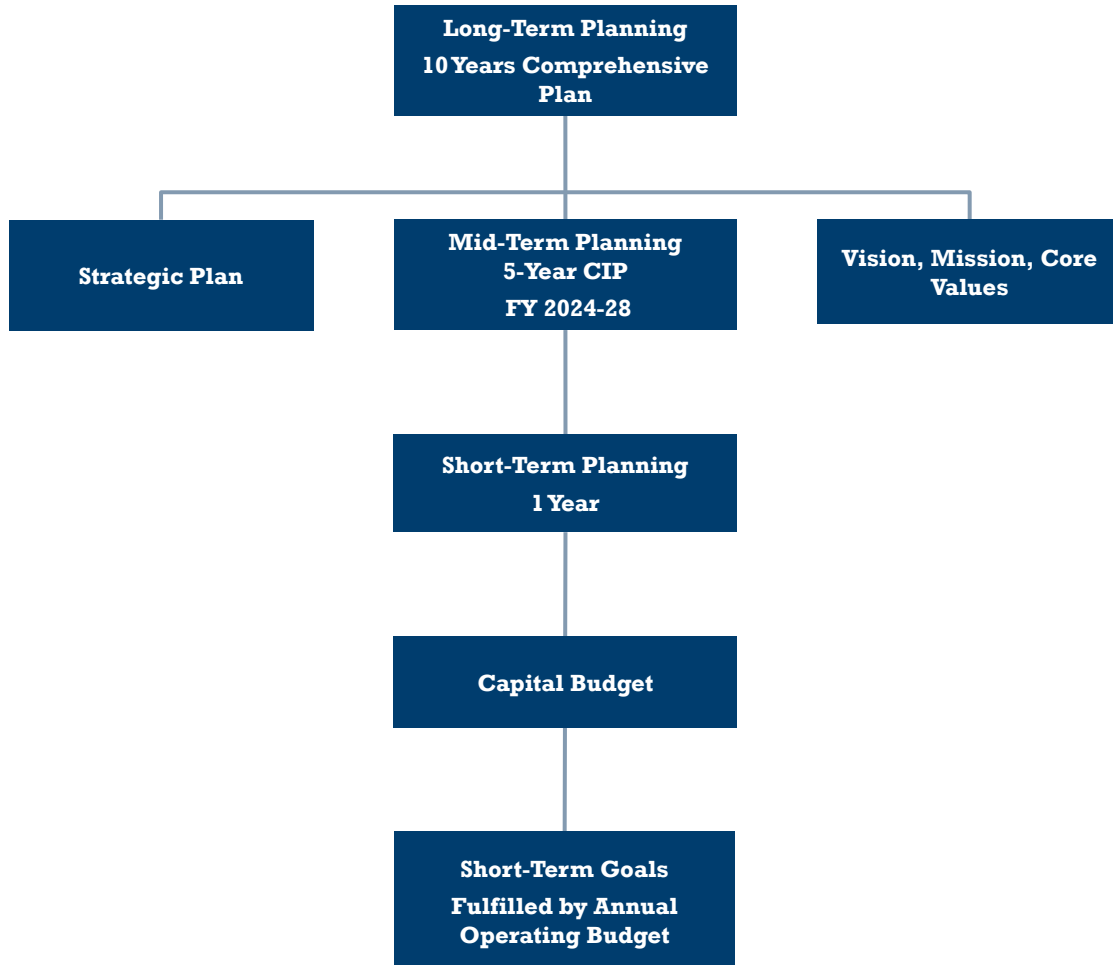 Long-Term Planning
10 Years Comprehensive
Plan
Strategic Plan
Mid-Term Planning
5-Year CIP
FY 2024-28
Vision, Mission, Core
Values
Short-Term Planning
1 Year
Capital Budget
Short-Term Goals
Fulfilled by Annual
Operating Budget